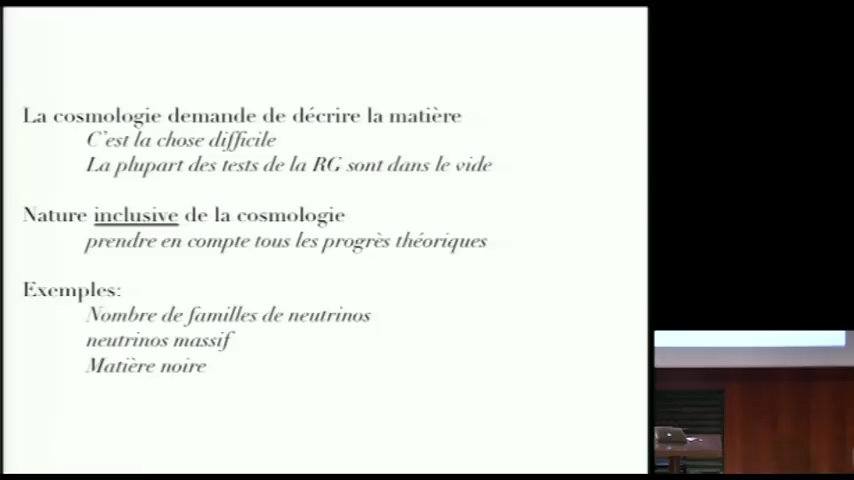 La cosmologie demande de décrire la matière
C'est la chose difficile
La plupart des tests de la RG sont dans le vide
Nature inclusive de la cosmologie
prendre en compte tous les progrès théoriques
Exemples:
Nombre de familles de neutrinos
neutrinos massif
Matière noire